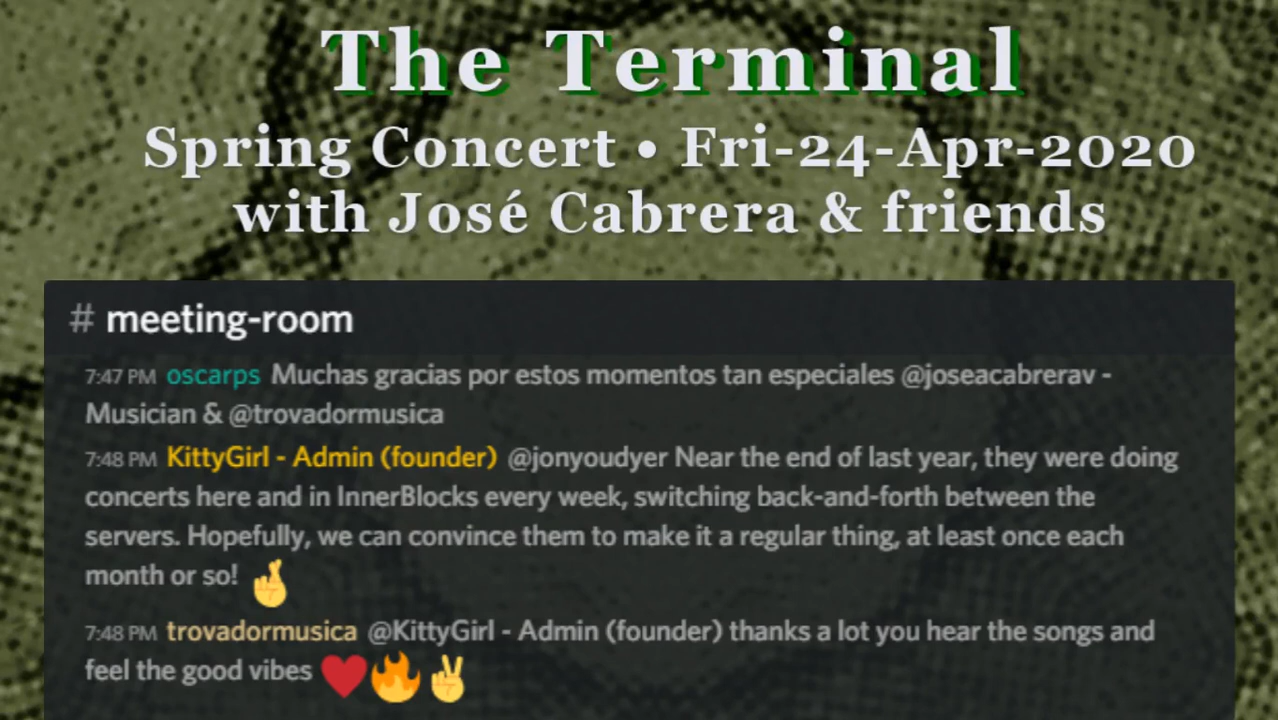 The Terminal
Spring Concert • Fri-24-Apr-2020
with José Cabrera & friends
# meeting-room
7:47 PM oscarps Muchas gracias por estos momentos tan especiales @joseacabrerav -
Musician & @trovadormusica
7:48 PM KittyGirl - Admin (founder) @jonyoudyer Near the end of last year, they were doing
concerts here and in InnerBlocks every week, switching back-and-forth between the
servers. Hopefully, we can convince them to make it a regular thing, at least once each
month or so! 🤞
7:48 PM trovadormusica @KittyGirl - Admin (founder) thanks a lot you hear the songs and
feel the good vibes ❤️🔥✌️